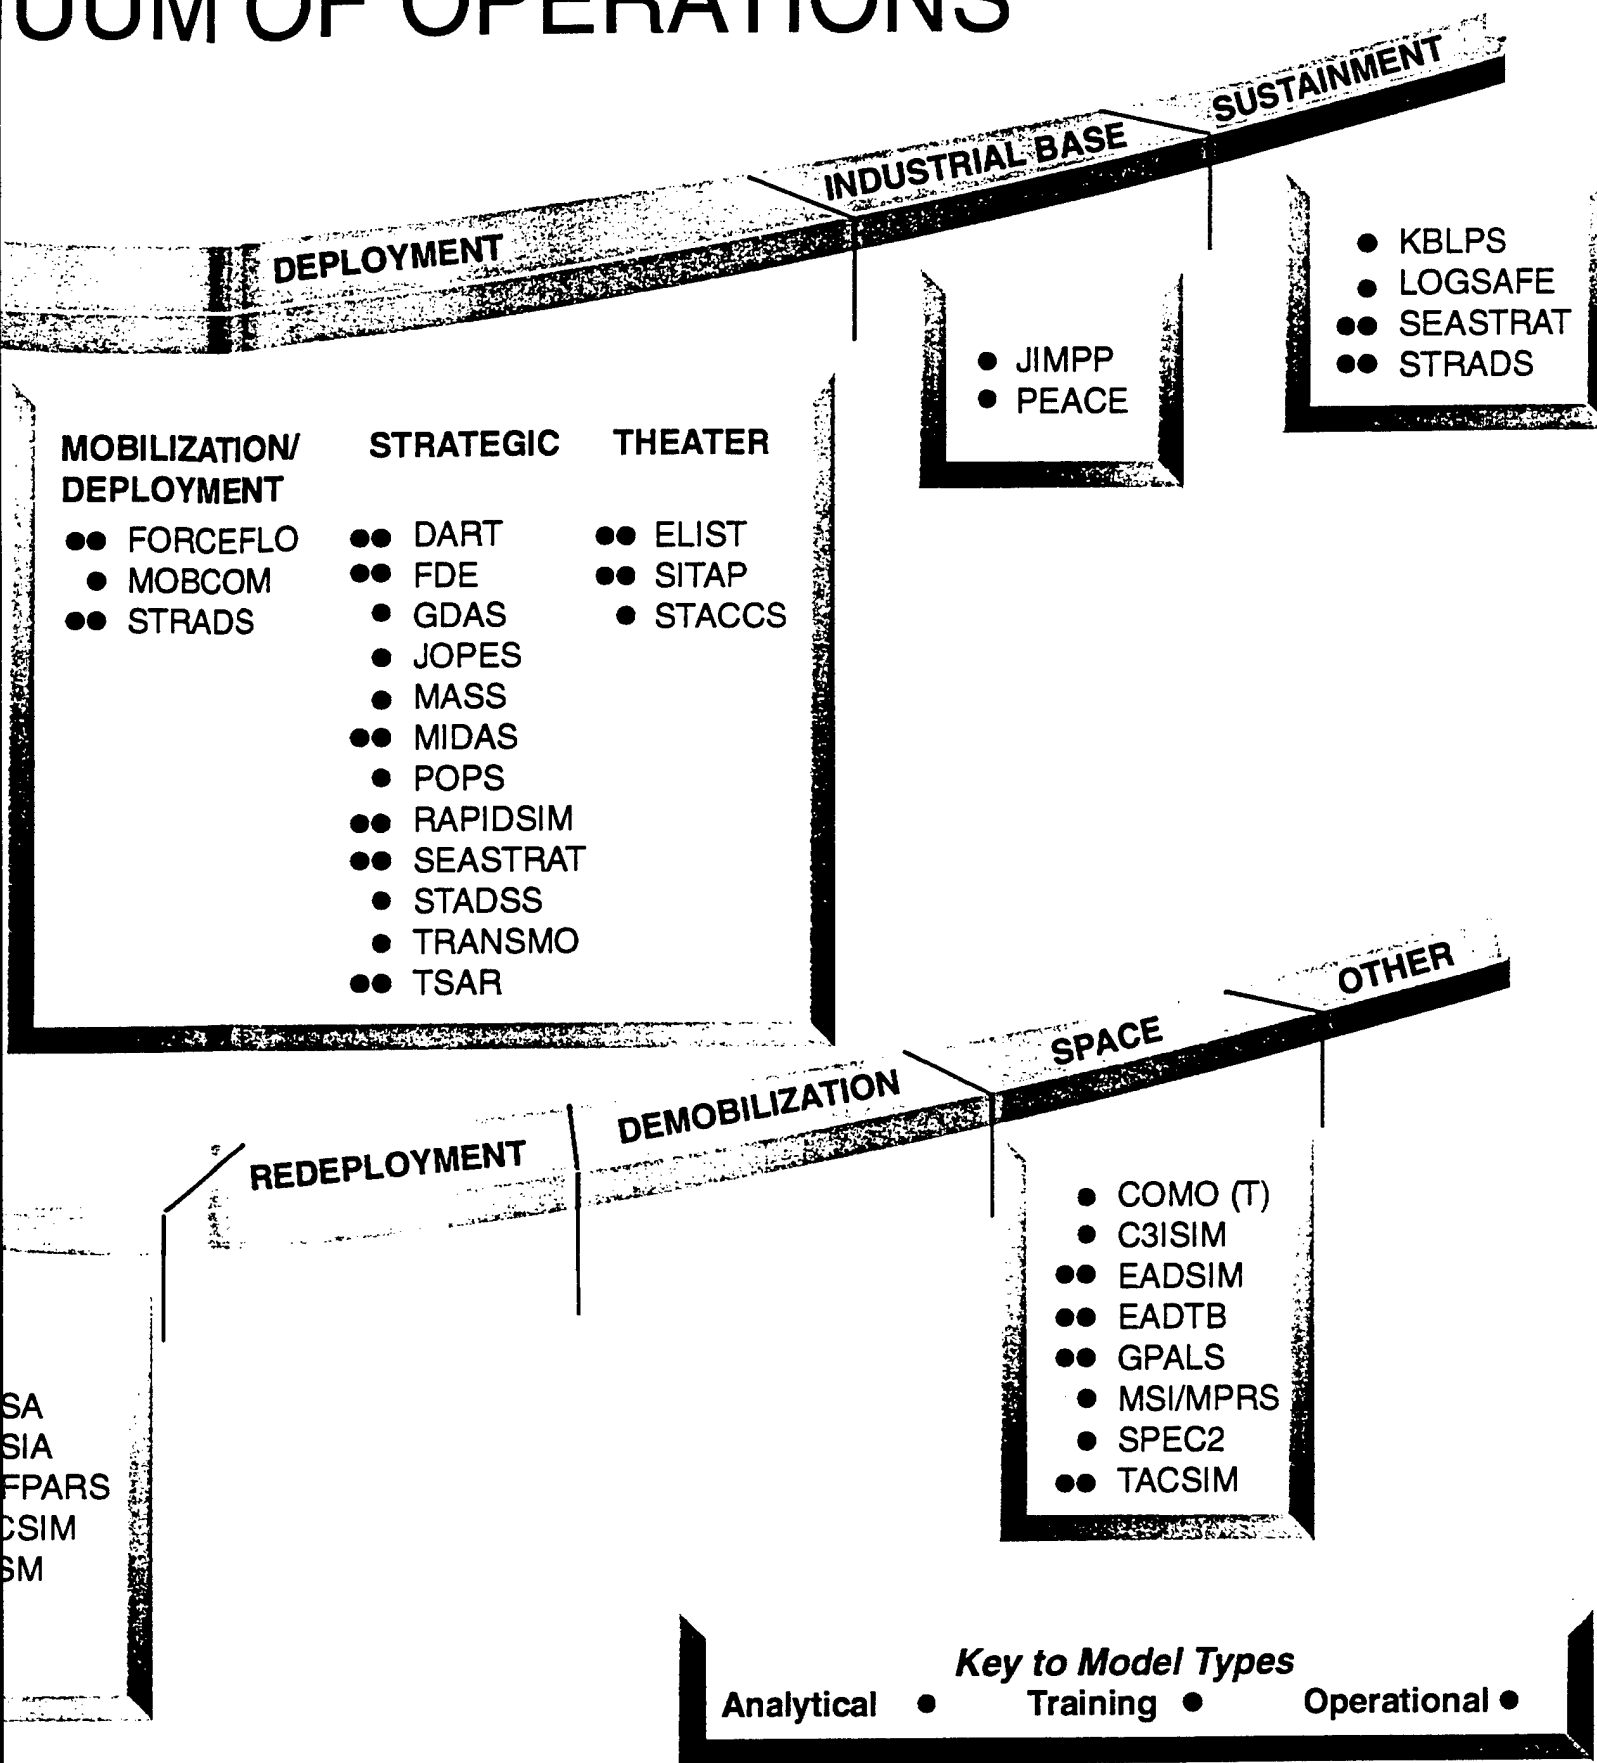 UUM OF OPERATIONS
SUSTAINMENT
INDUSTRIAL BASE
DEPLOYMENT
● KBLPS
● LOGSAFE
●● SEASTRAT
●● STRADS
● JIMPP
● PEACE
MOBILIZATION/
DEPLOYMENT
●● FORCEFLO
● MOBCOM
●● STRADS
STRATEGIC
●● DART
●● FDE
● GDAS
● JOPES
● MASS
●● MIDAS
● POPS
●● RAPIDSIM
●● SEASTRAT
● STADSS
● TRANSMO
●● TSAR
THEATER
●● ELIST
●● SITAP
● STACCS
OTHER
SPACE
DEMOBILIZATION
REDEPLOYMENT
● COMO (T)
● C3ISIM
●● EADSIM
●● EADTB
●● GPALS
● MSI/MPRS
● SPEC2
●● TACSIM
SA
SIA
FPARS
CSIM
SM
Key to Model Types
Analytical ● Training ● Operational ●